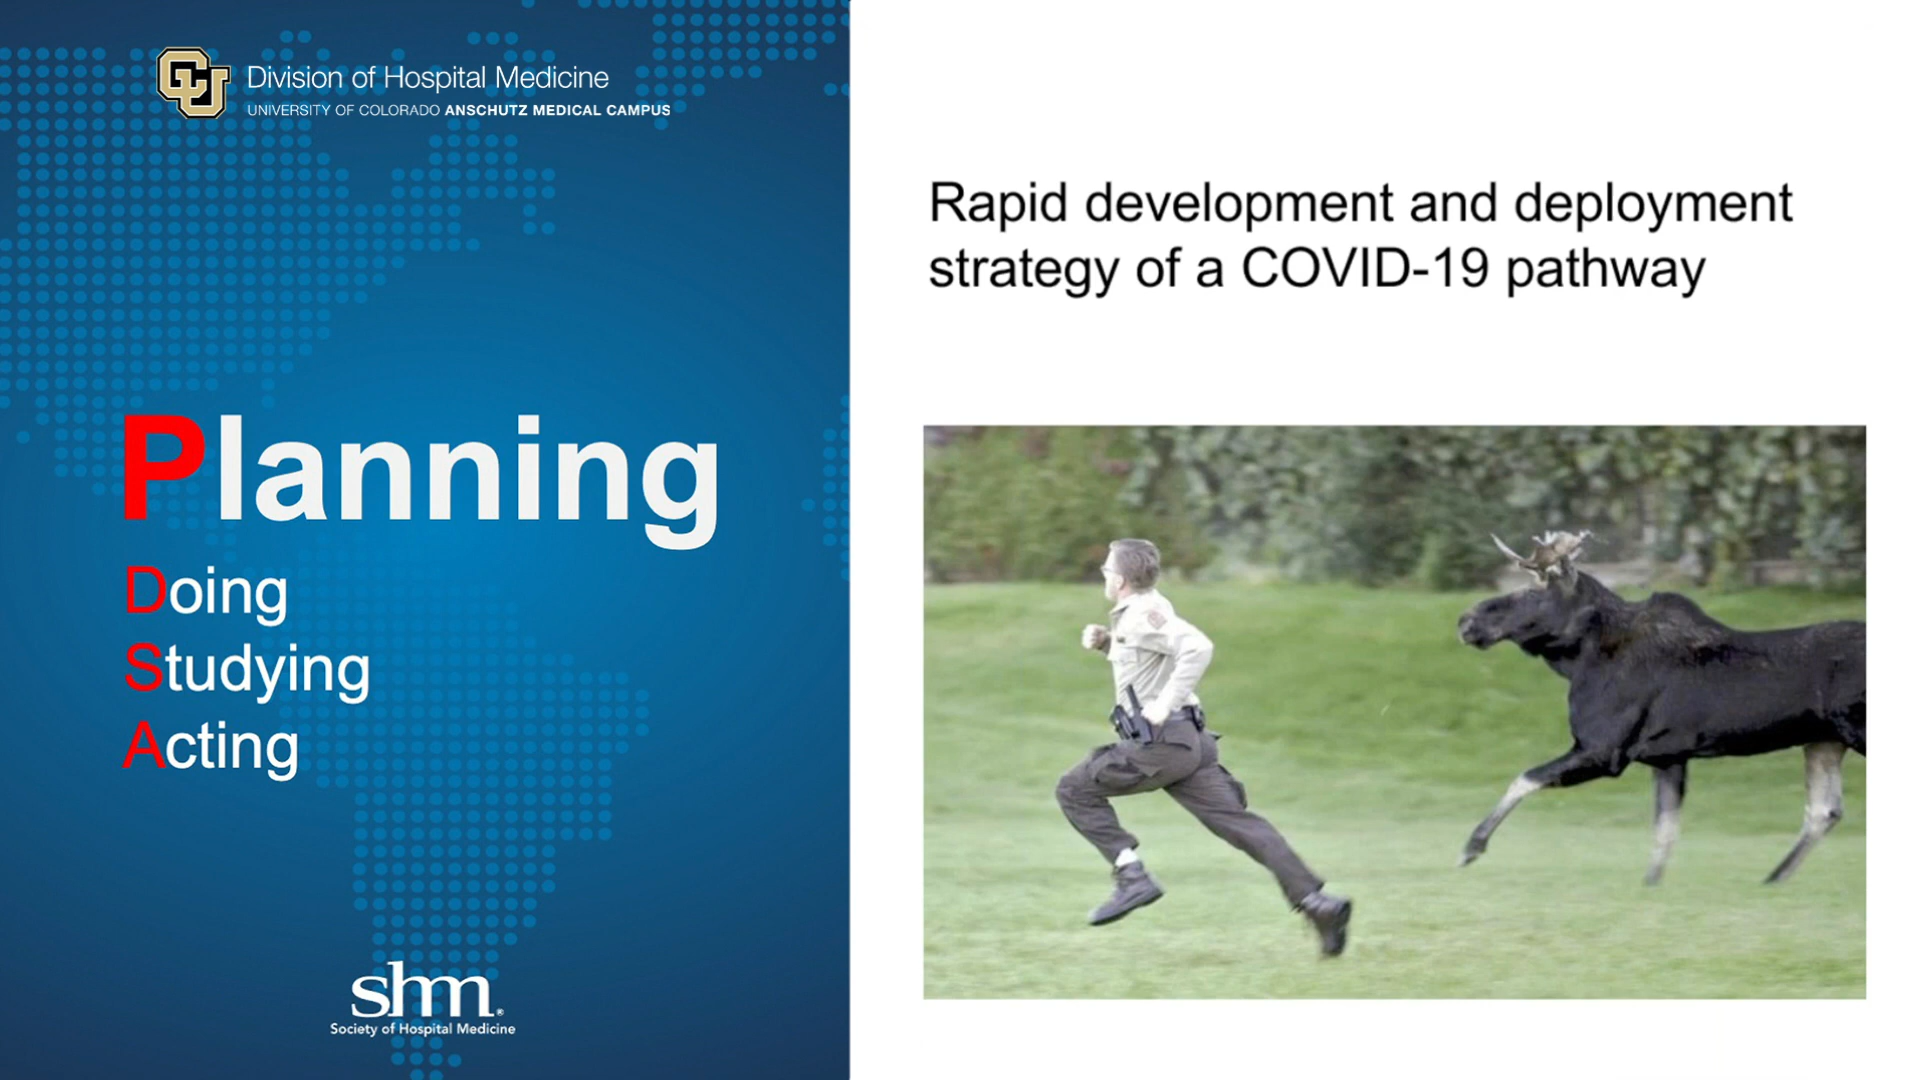 CU
Division of Hospital Medicine
UNIVERSITY OF COLORADO ANSCHUTZ MEDICAL CAMPUS
Planning
Doing
Studying
Acting
shm®
Society of Hospital Medicine
Rapid development and deployment
strategy of a COVID-19 pathway